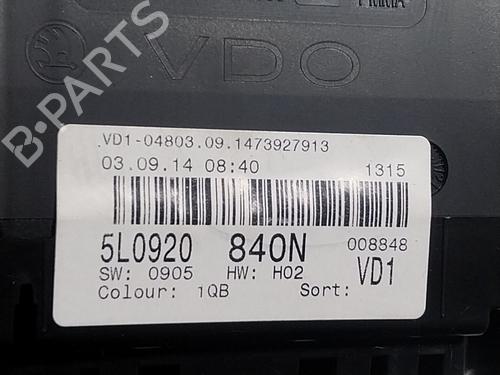 PMMA
VDO
VD1-04803.09.1473927913
03.09.14 08:40 1315
5L0920 840N 008848
SW: 0905 HW: H02 VD1
Colour: 1QB Sort:
B-PARTS